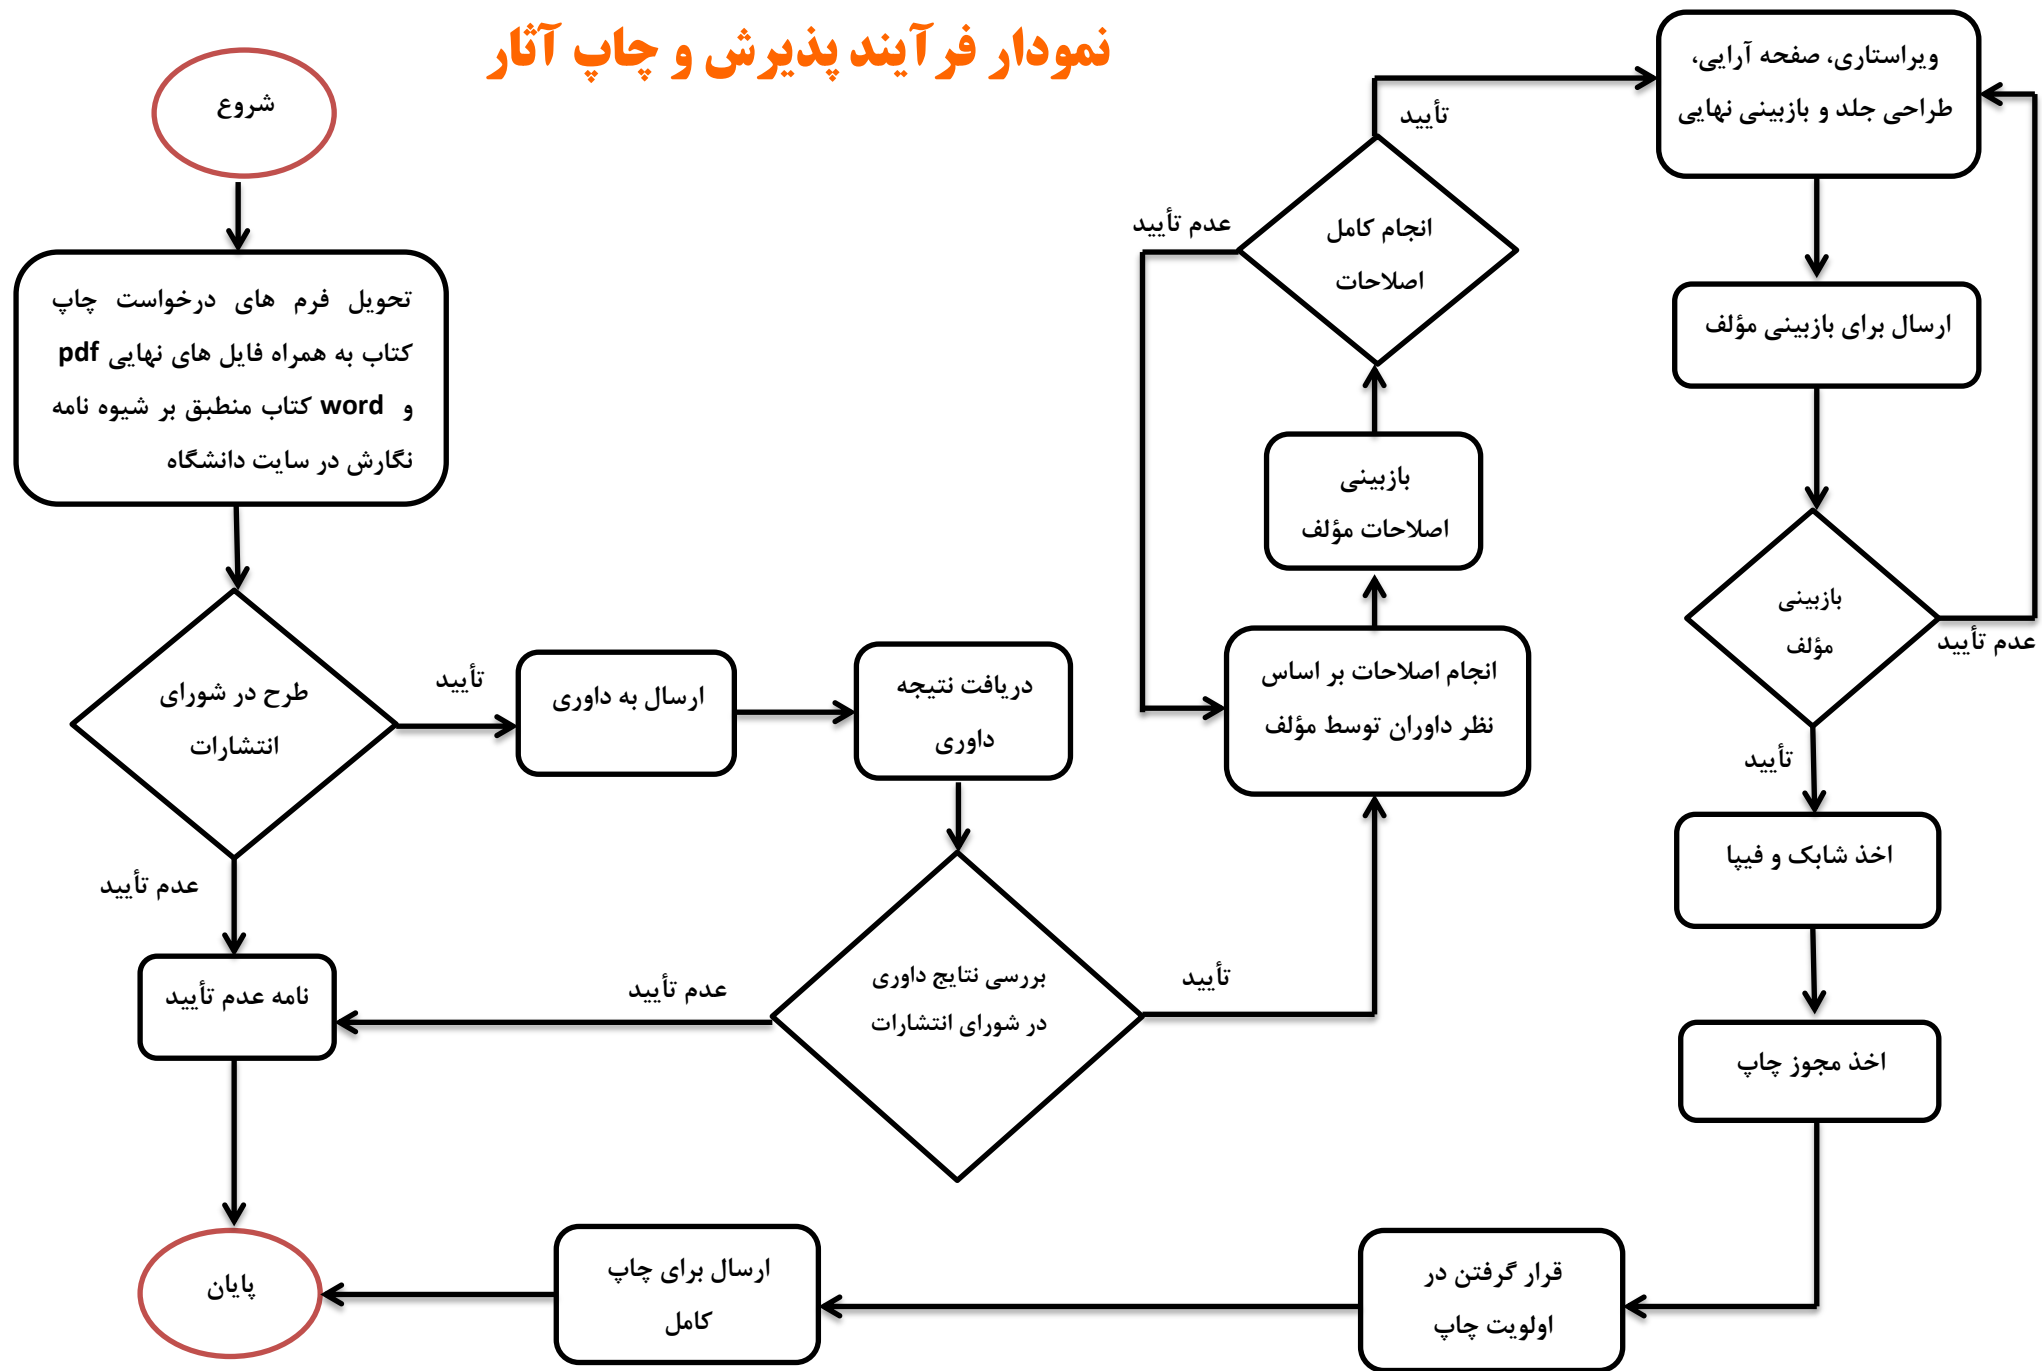 نمودار فرآیند پذیرش و چاپ آثار
شروع
تحویل فرم های درخواست چاپ
کتاب به همراه فایل های نهایی pdf
و word کتاب منطبق بر شیوه نامه
نگارش در سایت دانشگاه
طرح در شورای
انتشارات
تأیید
عدم تأیید
ارسال به داوری
دریافت نتیجه
داوری
بررسی نتایج داوری
در شورای انتشارات
عدم تأیید
تأیید
نامه عدم تأیید
انجام اصلاحات بر اساس
نظر داوران توسط مؤلف
بازبینی
اصلاحات مؤلف
انجام کامل
اصلاحات
عدم تأیید
تأیید
ویراستاری، صفحه آرایی،
طراحی جلد و بازبینی نهایی
ارسال برای بازبینی مؤلف
بازبینی
مؤلف
عدم تأیید
تأیید
اخذ شابک و فیپا
اخذ مجوز چاپ
قرار گرفتن در
اولویت چاپ
ارسال برای چاپ
کامل
پایان